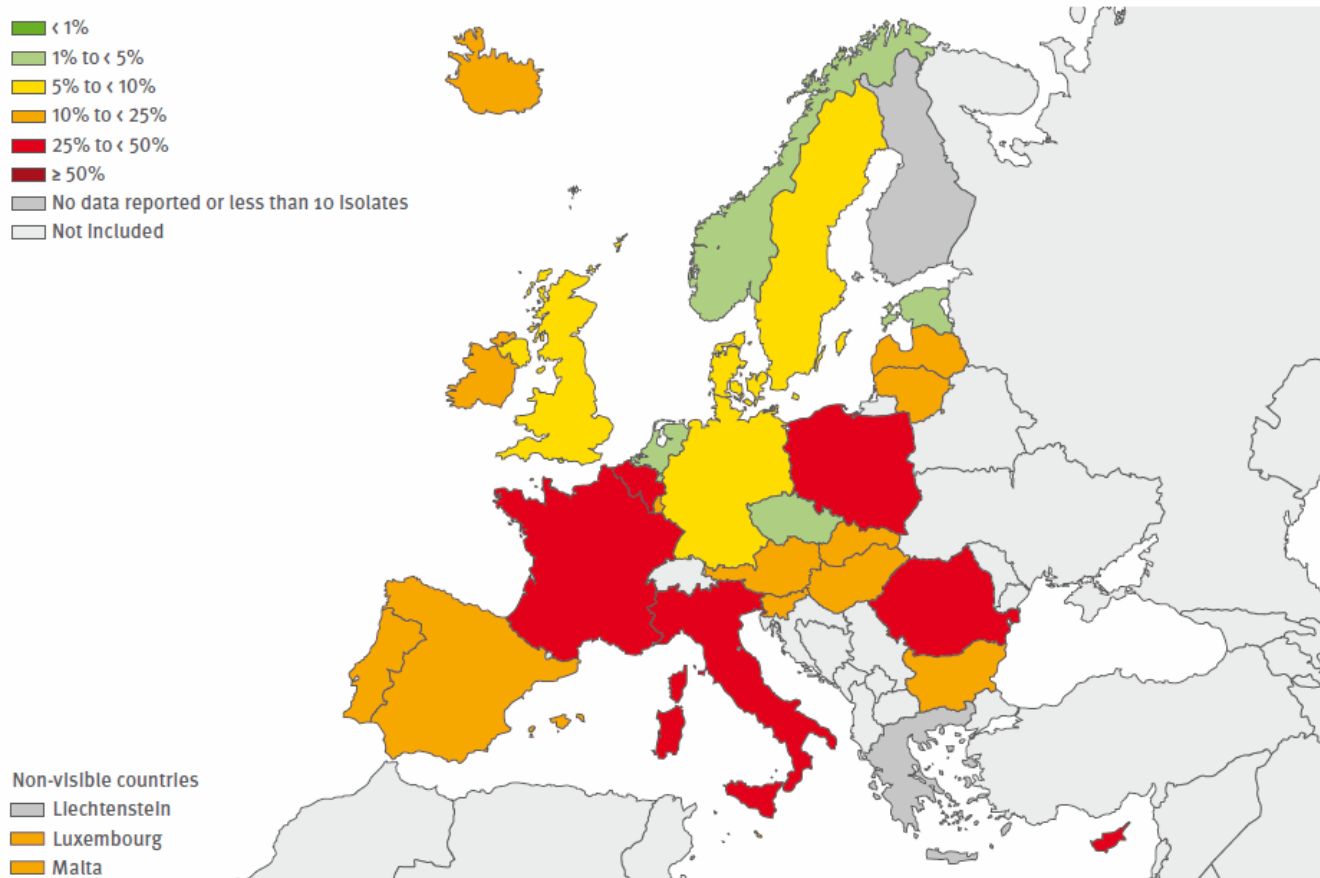 < 1%
1% to < 5%
5% to < 10%
10% to < 25%
25% to < 50%
≥ 50%
No data reported or less than 10 Isolates
Not Included
Non-visible countries
Liechtenstein
Luxembourg
Malta